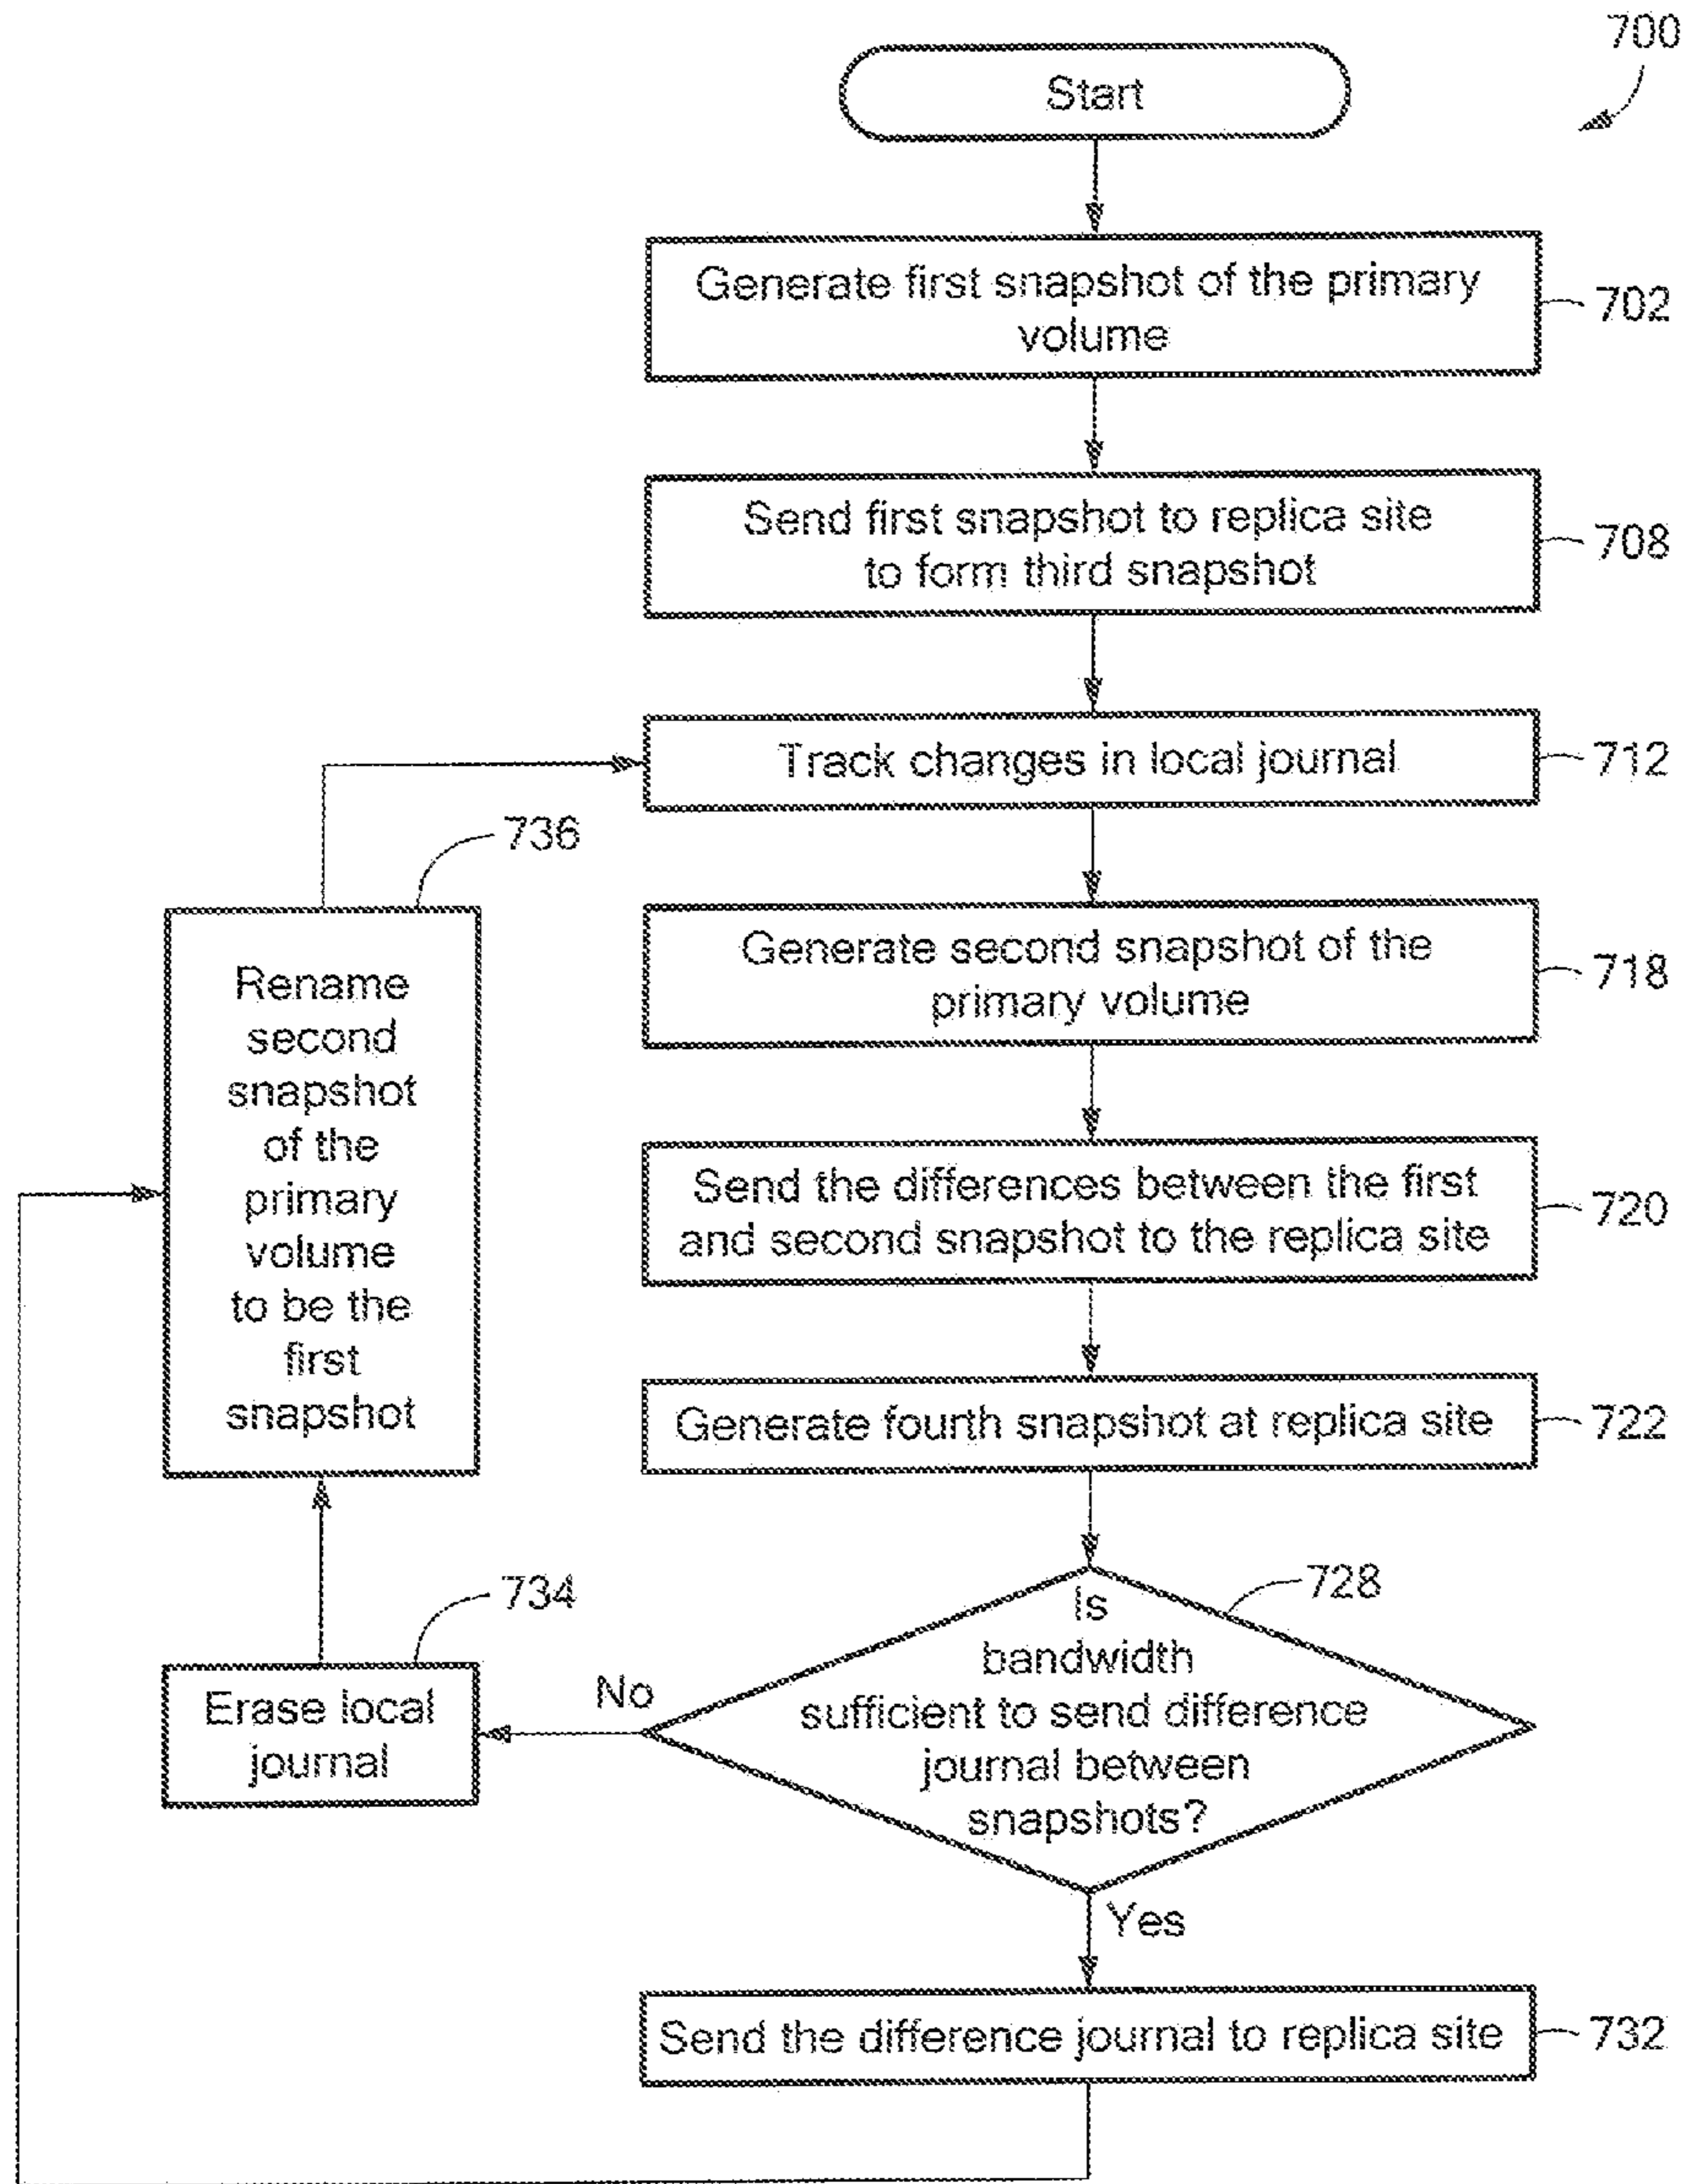 700
Start
Generate first snapshot of the primary
volume
702
Send first snapshot to replica site
to form third snapshot
708
Track changes in local journal
712
736
Rename
second
snapshot
of the
primary
volume
to be the
first
snapshot
Generate second snapshot of the
primary volume
718
Send the differences between the first
and second snapshot to the replica site
720
Generate fourth snapshot at replica site
722
728
Is
bandwidth
sufficient to send difference
journal between
snapshots?
734
Erase local
journal
No
Yes
Send the difference journal to replica site
732